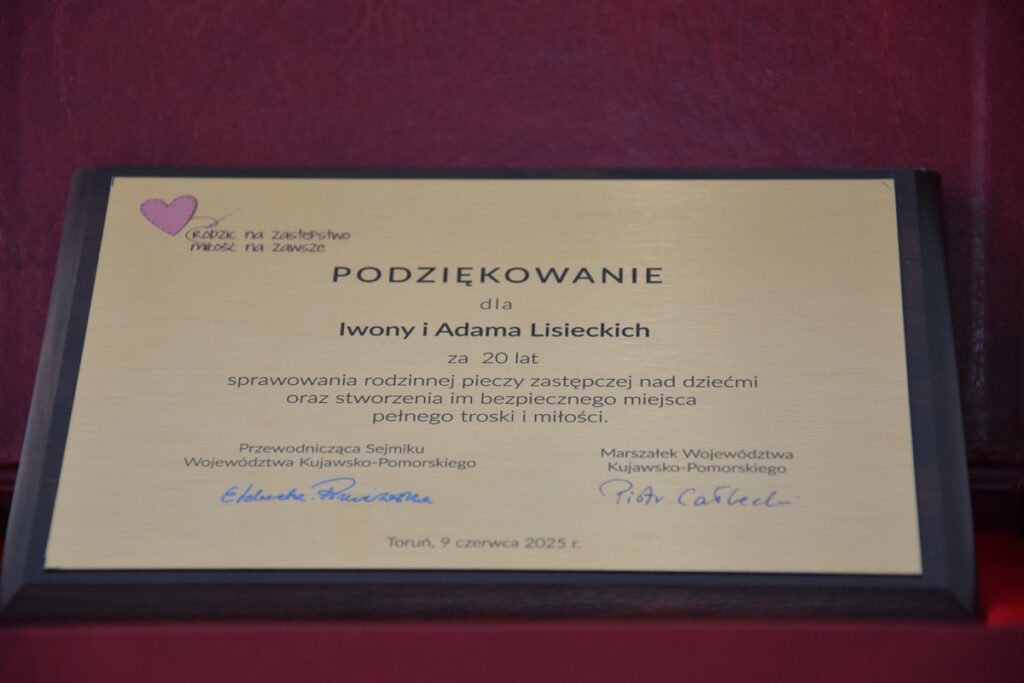 Rodzic na zastępstwo
miłość na zawsze
PODZIĘKOWANIE
dla
Iwony i Adama Lisieckich
za 20 lat
sprawowania rodzinnej pieczy zastępczej nad dziećmi
oraz stworzenia im bezpiecznego miejsca
pełnego troski i miłości.
Przewodnicząca Sejmiku
Województwa Kujawsko-Pomorskiego
Marszałek Województwa
Kujawsko-Pomorskiego
Piotr Całbecki
Toruń, 9 czerwca 2025 r.